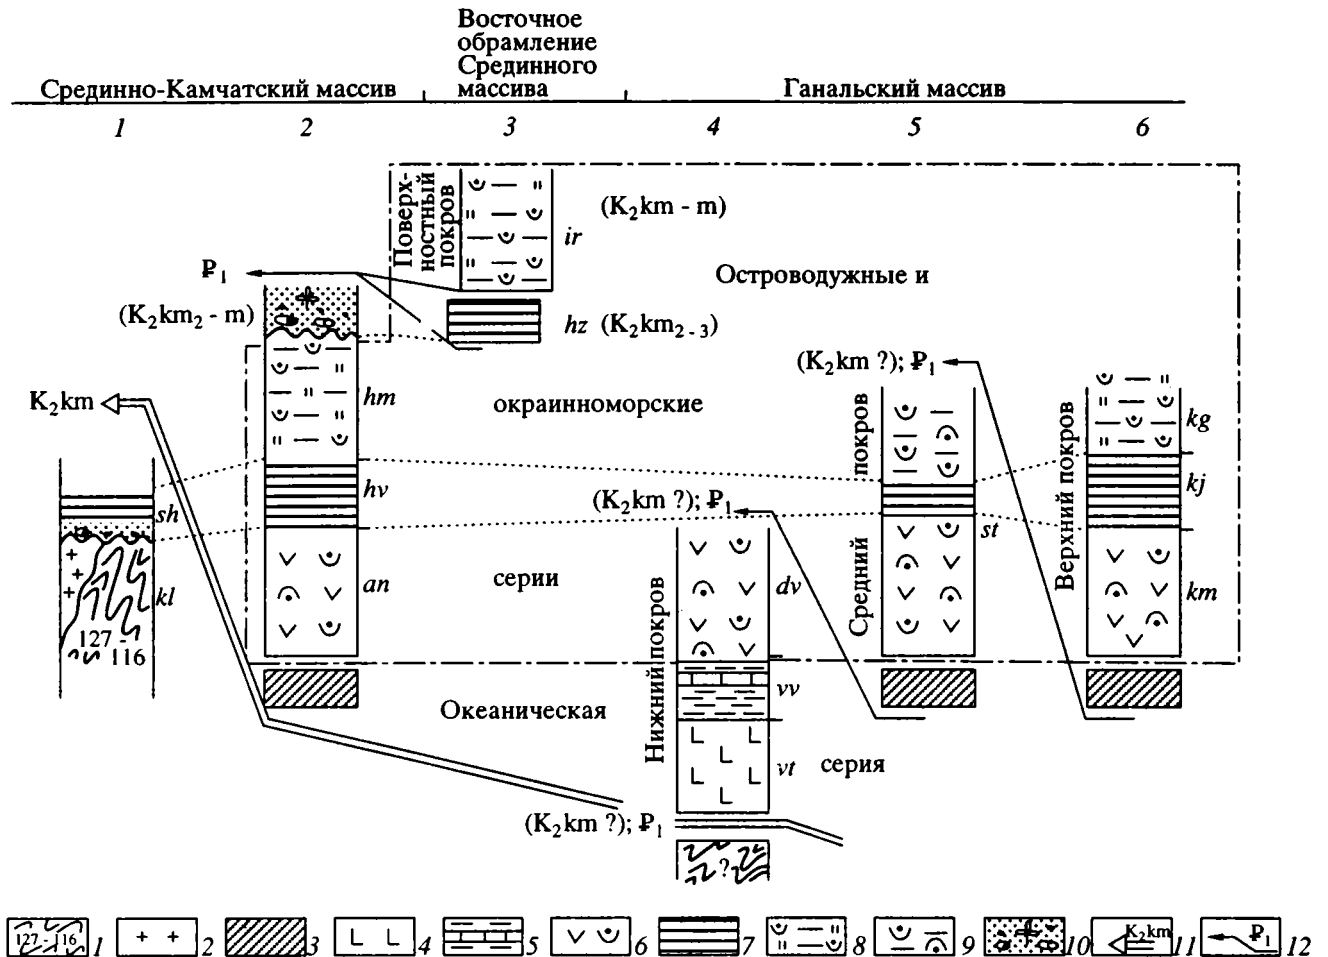 Восточное
обрамление
Срединного
массива
Срединно-Камчатский массив
Ганальский массив
1 2 3 4 5 6
Поверх-
ностный
покров
(K₂km - m)
ir
Островодужные и
₽₁
(K₂km₂ - m)
hz (K₂km₂₋₃)
(K₂km ?); ₽₁
K₂km
hm
окраинноморские
покров
Верхний покров
kg
hv
kj
(K₂km ?); ₽₁
sh
st
Средний
kl
an
серии
dv
km
127 -
116
Нижний покров
vv
Океаническая
vt
серия
(K₂km ?); ₽₁
?
127 - 116 1
2
3
4
5
6
7
8
9
10
K₂km 11
₽₁ 12